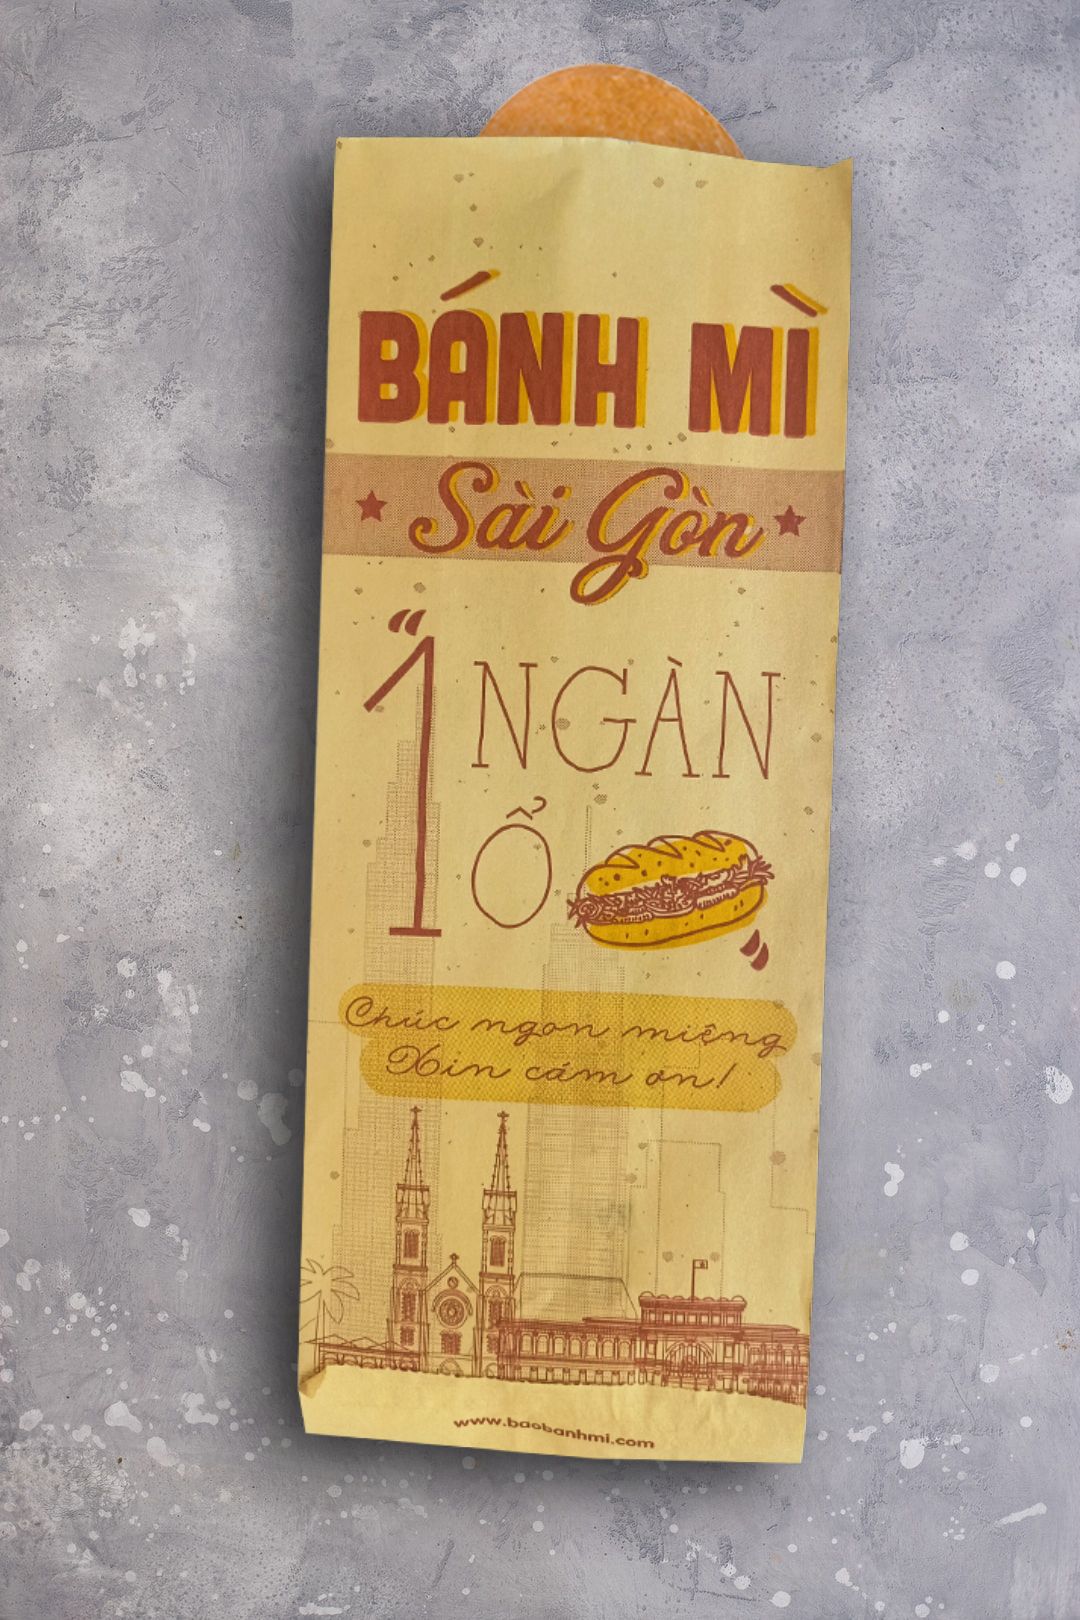 BÁNH MÌ
Sài Gòn
"1 NGÀN
Ổ "
Chúc ngon miệng
Xin cám ơn!
www.baobanhmi.com